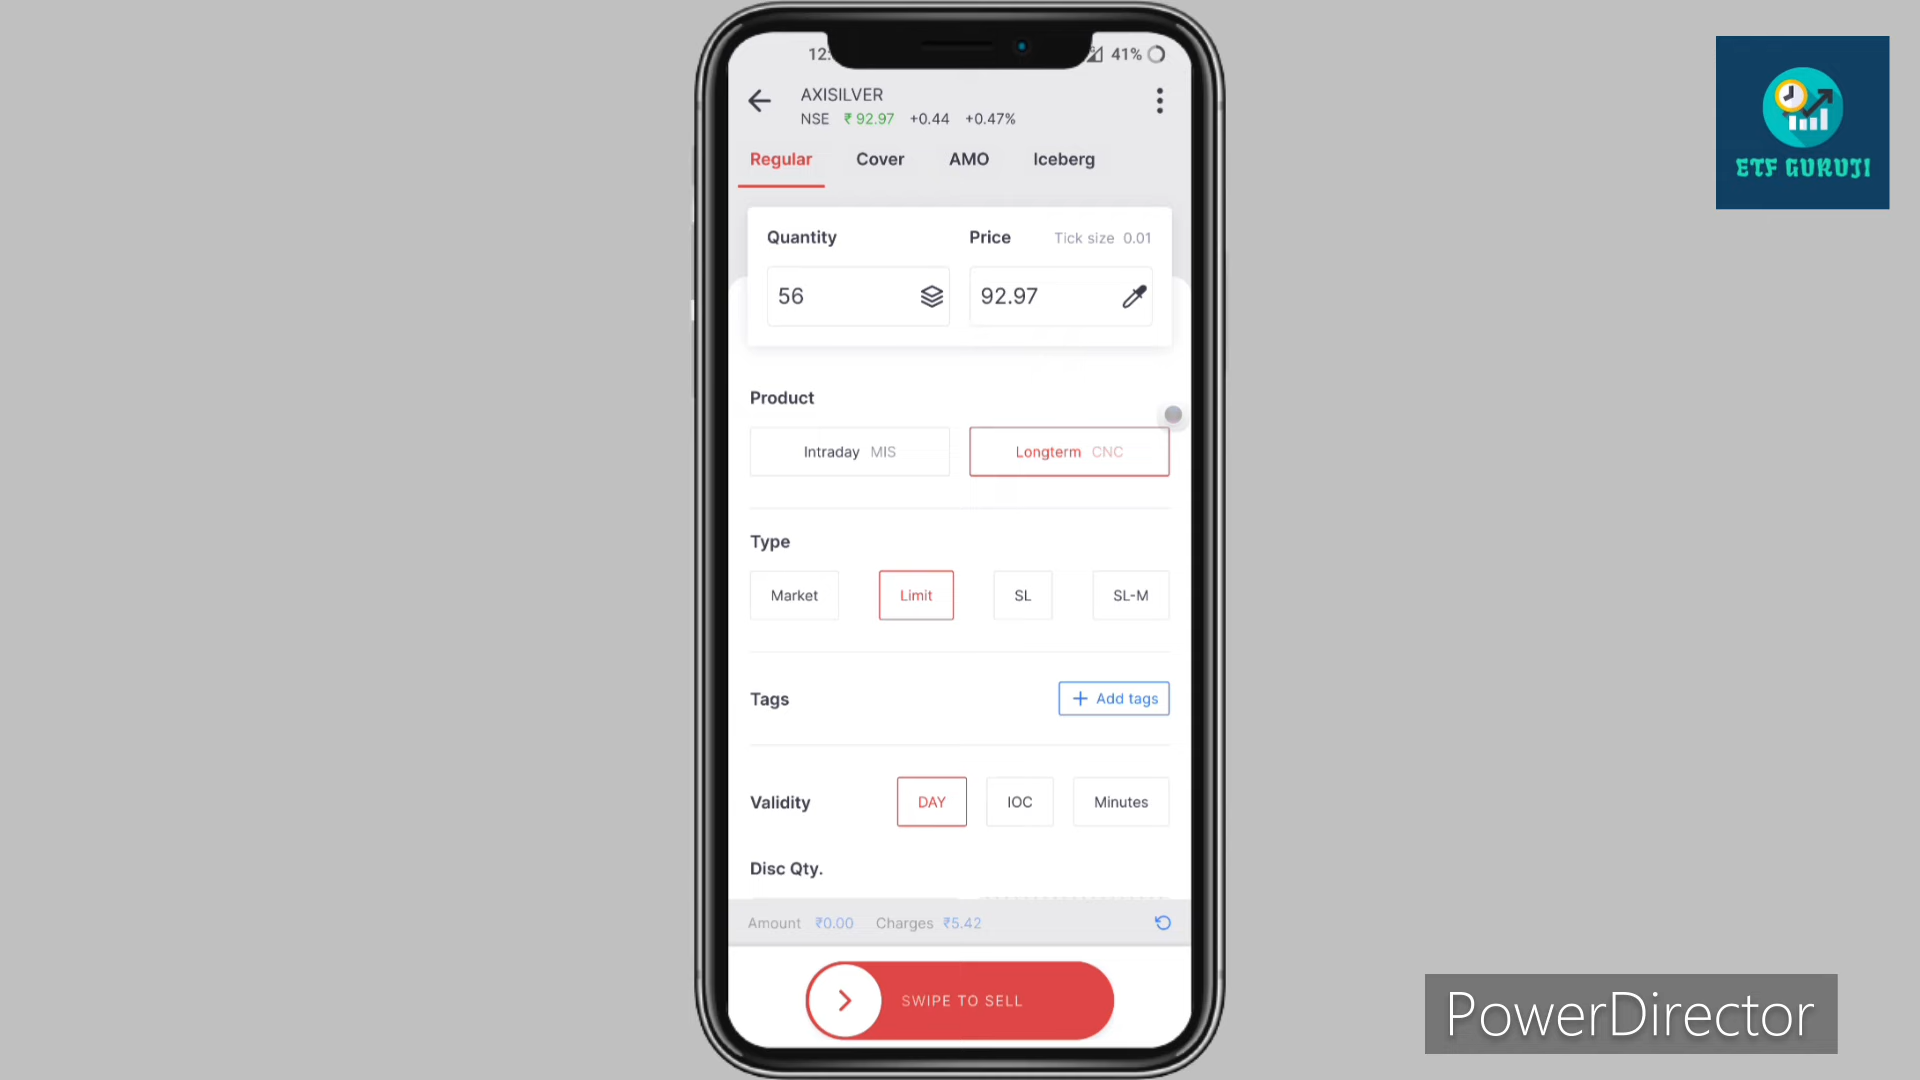 12:
41%
AXISILVER
NSE ₹ 92.97 +0.44 +0.47%
Regular Cover AMO Iceberg
Quantity Price Tick size 0.01
56 92.97
Product
Intraday MIS Longterm CNC
Type
Market Limit SL SL-M
Tags + Add tags
Validity DAY IOC Minutes
Disc Qty.
Amount ₹0.00 Charges ₹5.42
SWIPE TO SELL
ETF GURUJI
PowerDirector